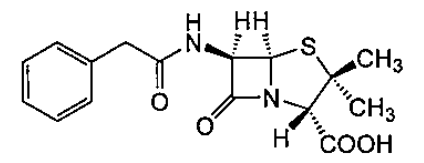 H H H
N S
CH3
O N CH3
O H COOH